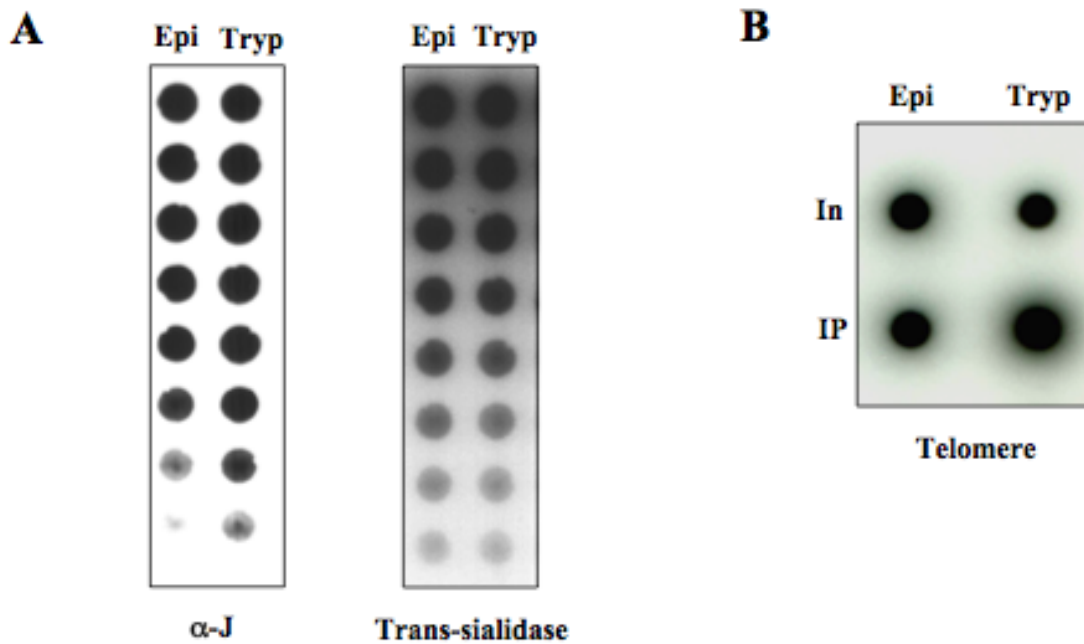 A
Epi Tryp
α-J
Epi Tryp
Trans-sialidase
B
Epi Tryp
In
IP
Telomere